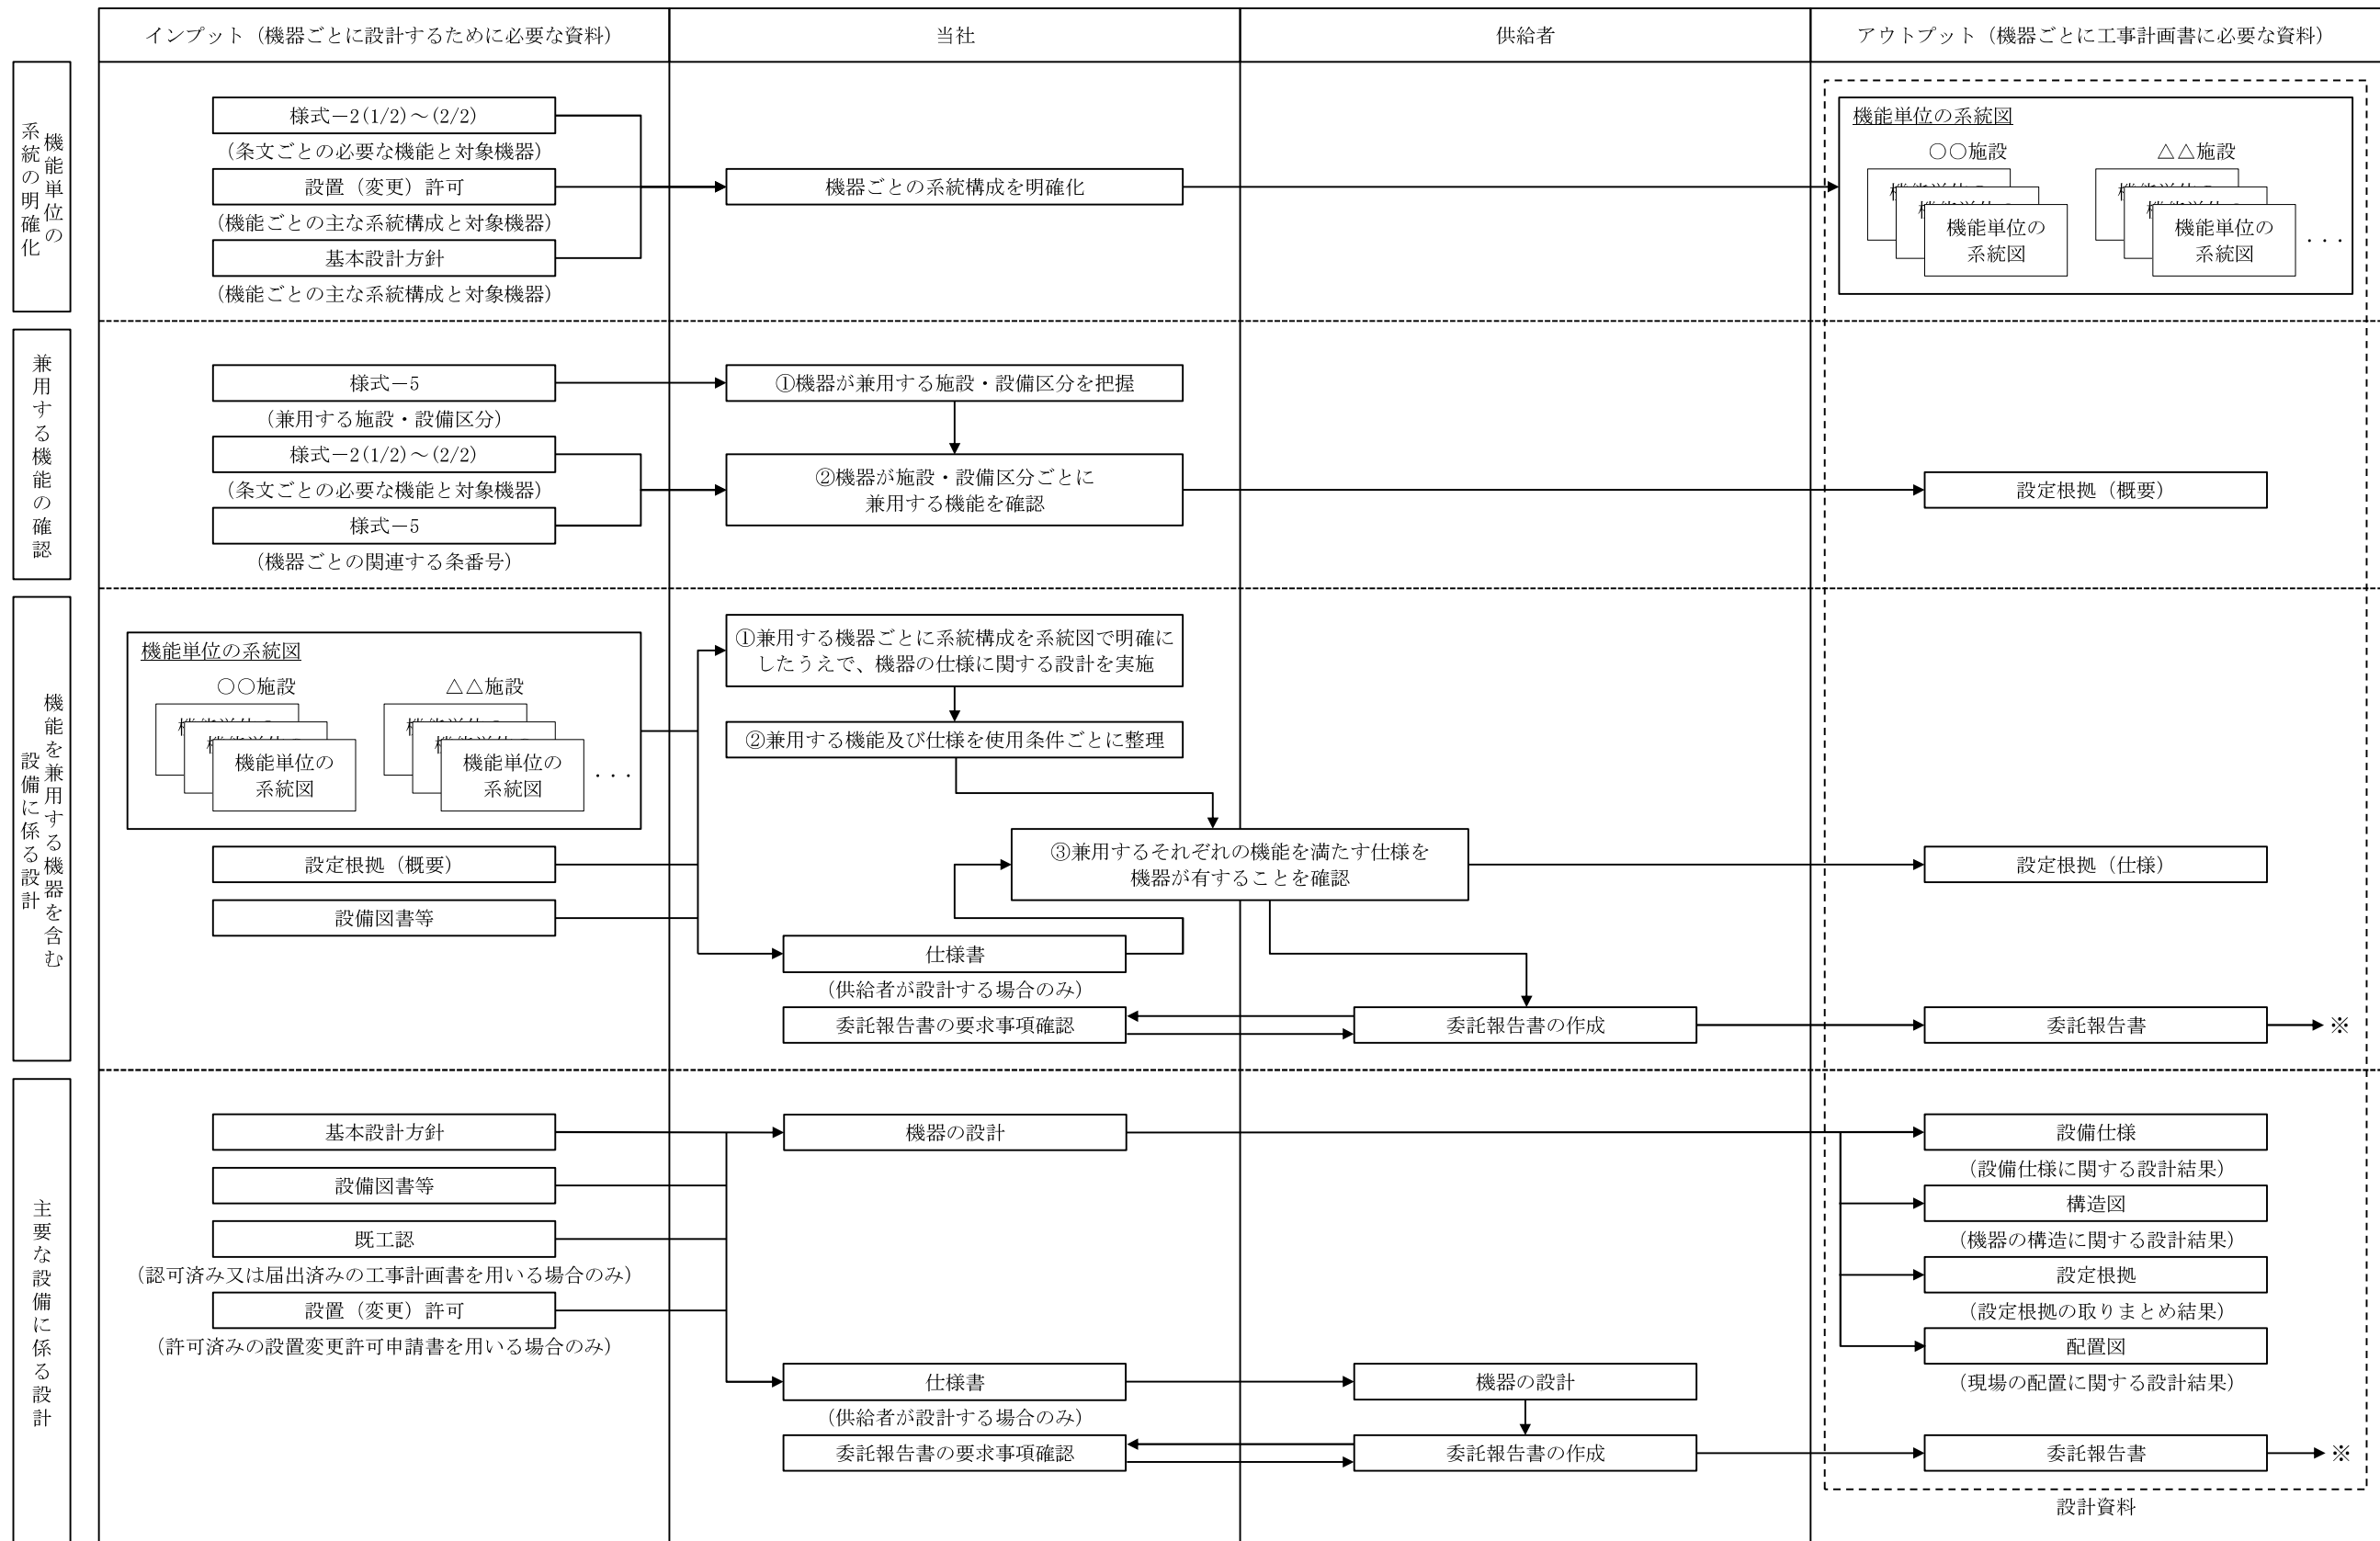 インプット（機器ごとに設計するために必要な資料）
当社
供給者
アウトプット（機器ごとに工事計画書に必要な資料）
機能単位の
系統の明確化
様式－2(1/2)～(2/2)
（条文ごとの必要な機能と対象機器）
設置（変更）許可
（機能ごとの主な系統構成と対象機器）
基本設計方針
（機能ごとの主な系統構成と対象機器）
機器ごとの系統構成を明確化
機能単位の系統図
○○施設
△△施設
機能単位の
系統図
機能単位の
系統図
・・・
兼用する機能の確認
様式－5
（兼用する施設・設備区分）
様式－2(1/2)～(2/2)
（条文ごとの必要な機能と対象機器）
様式－5
（機器ごとの関連する条番号）
①機器が兼用する施設・設備区分を把握
②機器が施設・設備区分ごとに
兼用する機能を確認
設定根拠（概要）
機能を兼用する機器を含む
設備に係る設計
機能単位の系統図
○○施設
△△施設
機能単位の
系統図
機能単位の
系統図
・・・
設定根拠（概要）
設備図書等
①兼用する機器ごとに系統構成を系統図で明確に
したうえで、機器の仕様に関する設計を実施
②兼用する機能及び仕様を使用条件ごとに整理
③兼用するそれぞれの機能を満たす仕様を
機器が有することを確認
設定根拠（仕様）
仕様書
（供給者が設計する場合のみ）
委託報告書の要求事項確認
委託報告書の作成
委託報告書
※
主要な設備に係る設計
基本設計方針
設備図書等
既工認
（認可済み又は届出済みの工事計画書を用いる場合のみ）
設置（変更）許可
（許可済みの設置変更許可申請書を用いる場合のみ）
機器の設計
設備仕様
（設備仕様に関する設計結果）
構造図
（機器の構造に関する設計結果）
設定根拠
（設定根拠の取りまとめ結果）
配置図
（現場の配置に関する設計結果）
仕様書
（供給者が設計する場合のみ）
機器の設計
委託報告書の要求事項確認
委託報告書の作成
委託報告書
※
設計資料